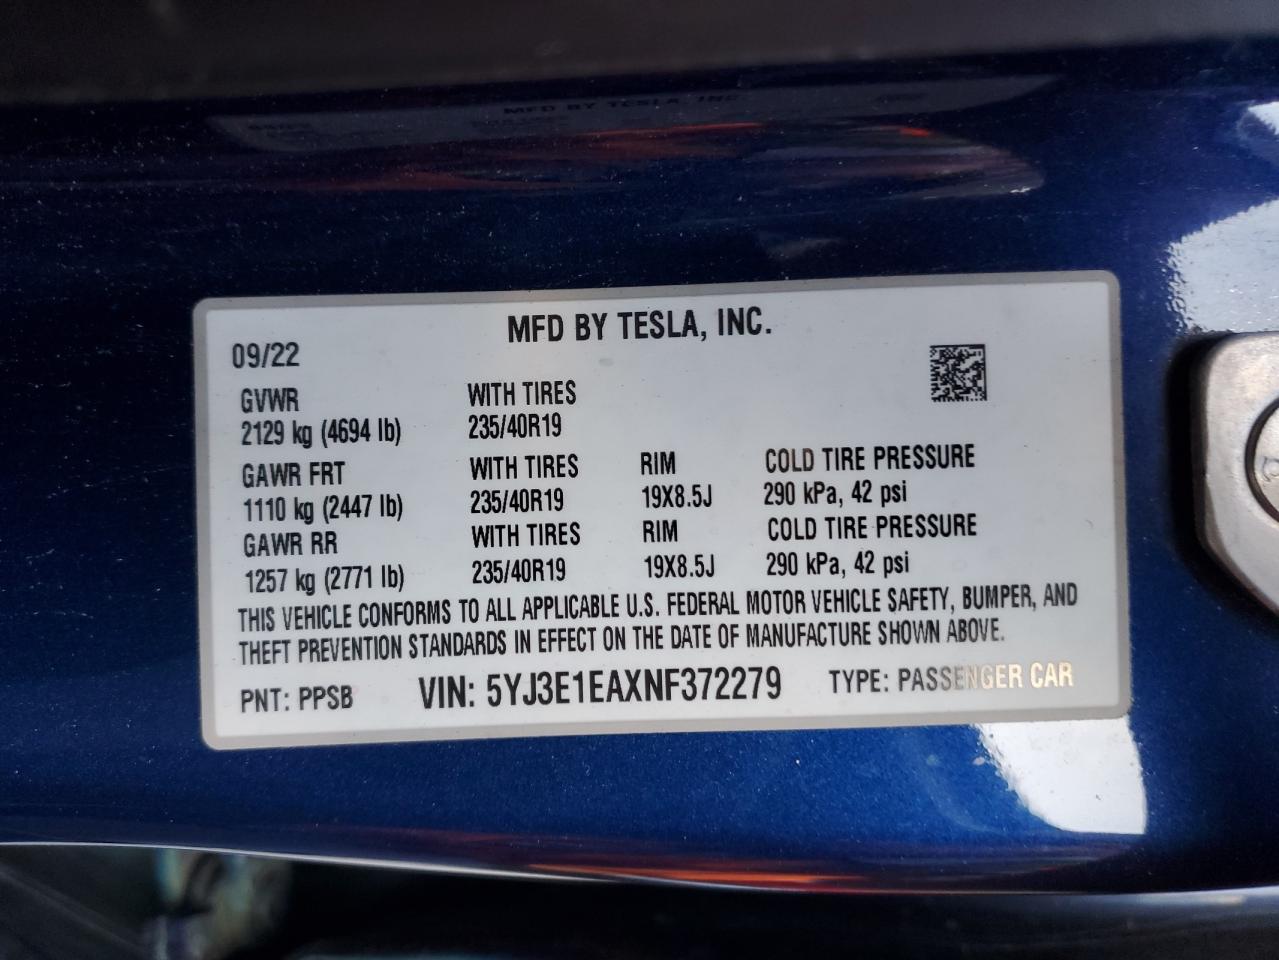 MFD BY TESLA, INC.
09/22
GVWR WITH TIRES
2129 kg (4694 lb) 235/40R19
GAWR FRT WITH TIRES RIM COLD TIRE PRESSURE
1110 kg (2447 lb) 235/40R19 19X8.5J 290 kPa, 42 psi
GAWR RR WITH TIRES RIM COLD TIRE PRESSURE
1257 kg (2771 lb) 235/40R19 19X8.5J 290 kPa, 42 psi
THIS VEHICLE CONFORMS TO ALL APPLICABLE U.S. FEDERAL MOTOR VEHICLE SAFETY, BUMPER, AND
THEFT PREVENTION STANDARDS IN EFFECT ON THE DATE OF MANUFACTURE SHOWN ABOVE.
PNT: PPSB VIN: 5YJ3E1EAXNF372279 TYPE: PASSENGER CAR